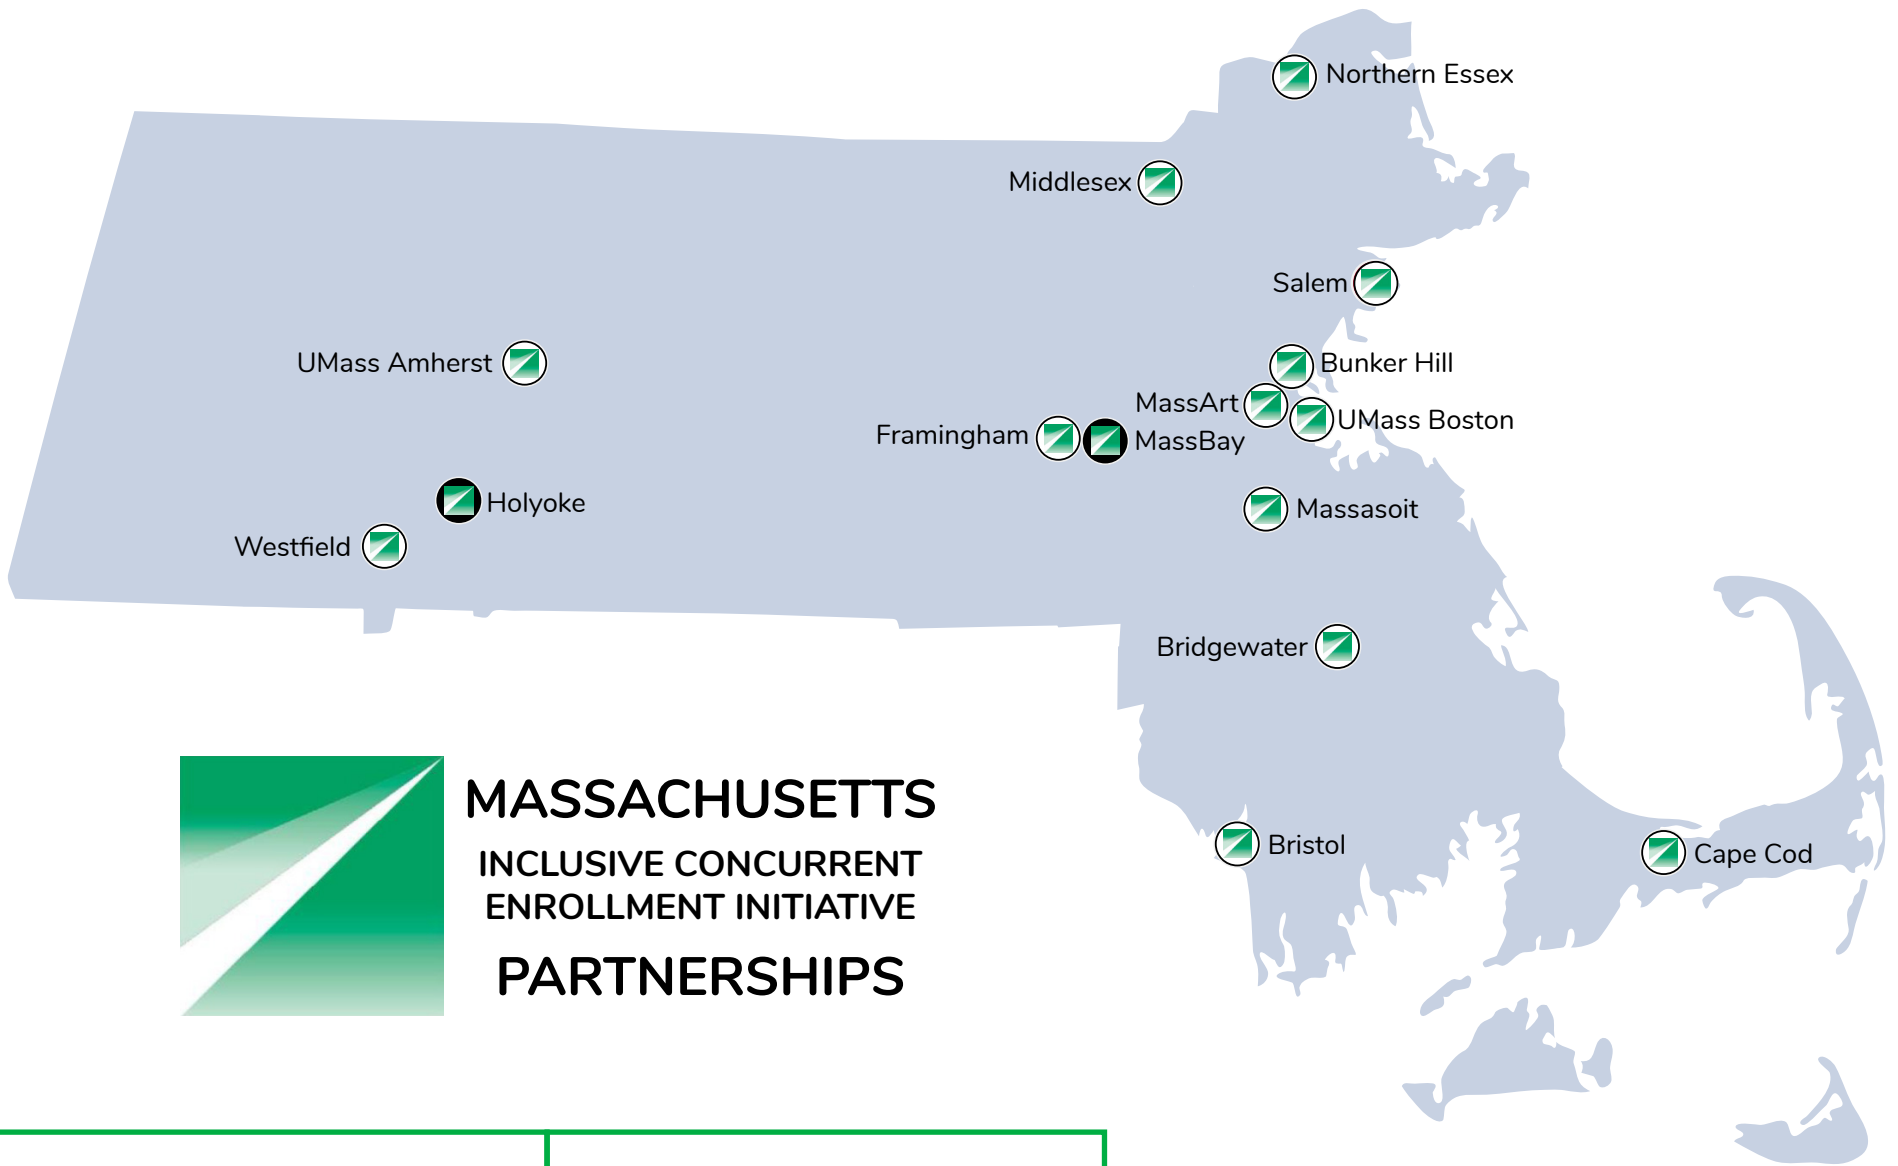 Northern Essex
Middlesex
Salem
UMass Amherst
Bunker Hill
MassArt
UMass Boston
Framingham
MassBay
Holyoke
Massasoit
Westfield
Bridgewater
MASSACHUSETTS
INCLUSIVE CONCURRENT
ENROLLMENT INITIATIVE
PARTNERSHIPS
Bristol
Cape Cod